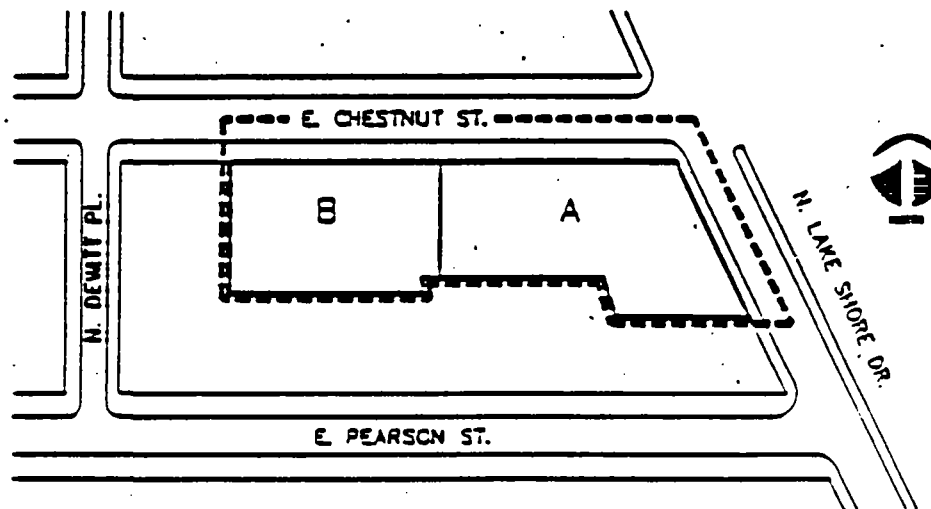 E. CHESTNUT ST.
B
A
N. DEWITT PL.
N. LAKE SHORE DR.
E. PEARSON ST.